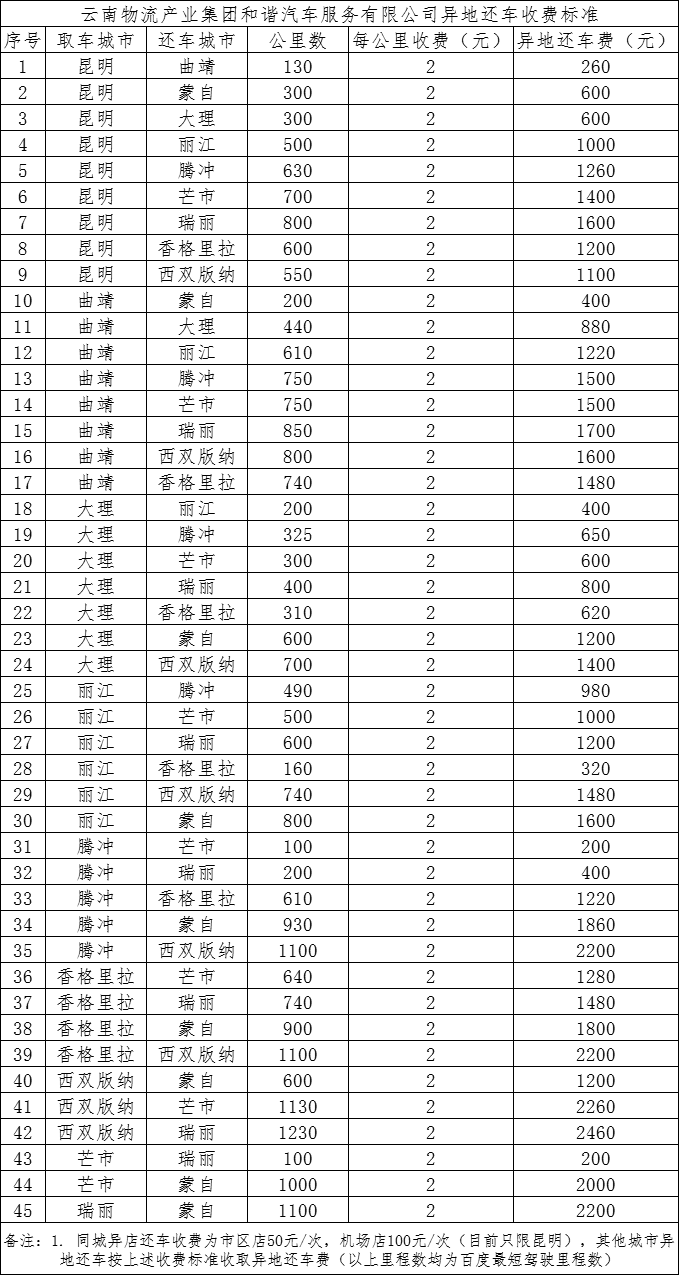 云南物流产业集团和谐汽车服务有限公司异地还车收费标准
序号 取车城市 还车城市 公里数 每公里收费（元） 异地还车费（元）
1 昆明 曲靖 130 2 260
2 昆明 蒙自 300 2 600
3 昆明 大理 300 2 600
4 昆明 丽江 500 2 1000
5 昆明 腾冲 630 2 1260
6 昆明 芒市 700 2 1400
7 昆明 瑞丽 800 2 1600
8 昆明 香格里拉 600 2 1200
9 昆明 西双版纳 550 2 1100
10 曲靖 蒙自 200 2 400
11 曲靖 大理 440 2 880
12 曲靖 丽江 610 2 1220
13 曲靖 腾冲 750 2 1500
14 曲靖 芒市 750 2 1500
15 曲靖 瑞丽 850 2 1700
16 曲靖 西双版纳 800 2 1600
17 曲靖 香格里拉 740 2 1480
18 大理 丽江 200 2 400
19 大理 腾冲 325 2 650
20 大理 芒市 300 2 600
21 大理 瑞丽 400 2 800
22 大理 香格里拉 310 2 620
23 大理 蒙自 600 2 1200
24 大理 西双版纳 700 2 1400
25 丽江 腾冲 490 2 980
26 丽江 芒市 500 2 1000
27 丽江 瑞丽 600 2 1200
28 丽江 香格里拉 160 2 320
29 丽江 西双版纳 740 2 1480
30 丽江 蒙自 800 2 1600
31 腾冲 芒市 100 2 200
32 腾冲 瑞丽 200 2 400
33 腾冲 香格里拉 610 2 1220
34 腾冲 蒙自 930 2 1860
35 腾冲 西双版纳 1100 2 2200
36 香格里拉 芒市 640 2 1280
37 香格里拉 瑞丽 740 2 1480
38 香格里拉 蒙自 900 2 1800
39 香格里拉 西双版纳 1100 2 2200
40 西双版纳 蒙自 600 2 1200
41 西双版纳 芒市 1130 2 2260
42 西双版纳 瑞丽 1230 2 2460
43 芒市 瑞丽 100 2 200
44 芒市 蒙自 1000 2 2000
45 瑞丽 蒙自 1100 2 2200
备注：1. 同城异店还车收费为市区店50元/次，机场店100元/次（目前只限昆明），其他城市异
地还车按上述收费标准收取异地还车费（以上里程数均为百度最短驾驶里程数）